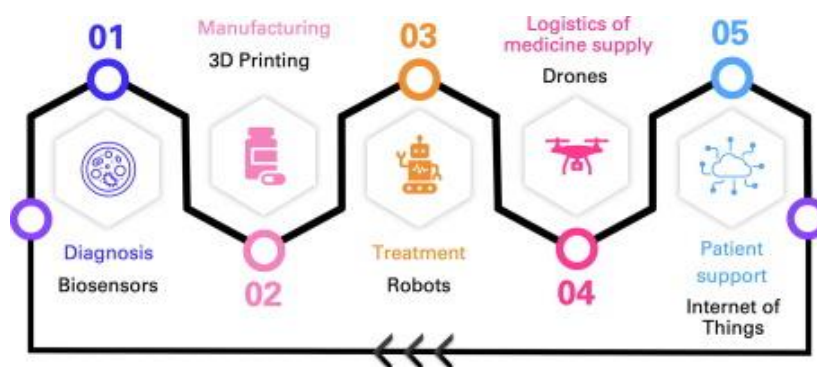 01
Diagnosis
Biosensors
Manufacturing
3D Printing
02
03
Treatment
Robots
Logistics of
medicine supply
Drones
04
05
Patient
support
Internet of
Things